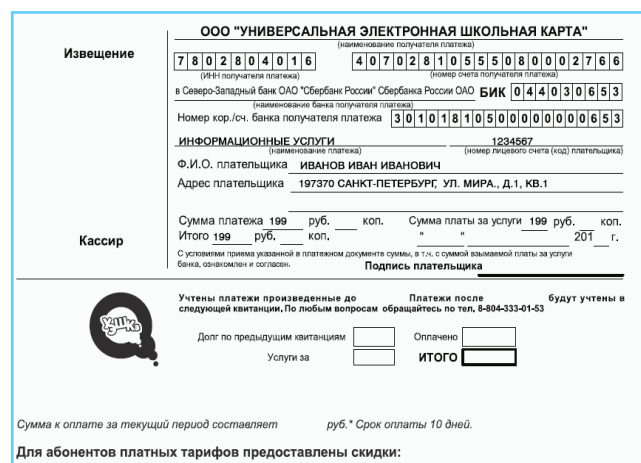 ООО "УНИВЕРСАЛЬНАЯ ЭЛЕКТРОННАЯ ШКОЛЬНАЯ КАРТА"
Извещение
(наименование получателя платежа)
7802804016 40702810555080002766
(ИНН получателя платежа) (номер счета получателя платежа)
в Северо-Западный банк ОАО "Сбербанк России" Сбербанка России ОАО БИК 044030653
(наименование банка получателя платежа)
Номер кор./сч. банка получателя платежа 30101810500000000653
ИНФОРМАЦИОННЫЕ УСЛУГИ 1234567
(наименование платежа) (номер лицевого счета (код) плательщика)
Ф.И.О. плательщика ИВАНОВ ИВАН ИВАНОВИЧ
Адрес плательщика 197370 САНКТ-ПЕТЕРБУРГ, УЛ. МИРА., Д.1, КВ.1
Сумма платежа 199 руб. коп. Сумма платы за услуги 199 руб. коп.
Кассир
Итого 199 руб. коп. " " 201 г.
С условиями приема указанной в платежном документе суммы, в т.ч. с суммой взымаемой платы за услуги
банка, ознакомлен и согласен. Подпись плательщика
Учтены платежи произведенные до Платежи после будут учтены в
следующей квитанции. По любым вопросам обращайтесь по тел. 8-804-333-01-53
Долг по предыдущим квитанциям Оплачено
Услуги за ИТОГО
Сумма к оплате за текущий период составляет руб.* Срок оплаты 10 дней.
Для абонентов платных тарифов предоставлены скидки: